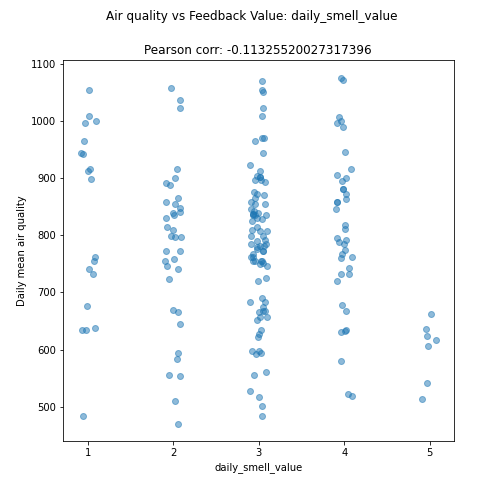 Air quality vs Feedback Value: daily_smell_value
Pearson corr: -0.11325520027317396
1100
1000
900
800
700
600
500
Daily mean air quality
1 2 3 4 5
daily_smell_value